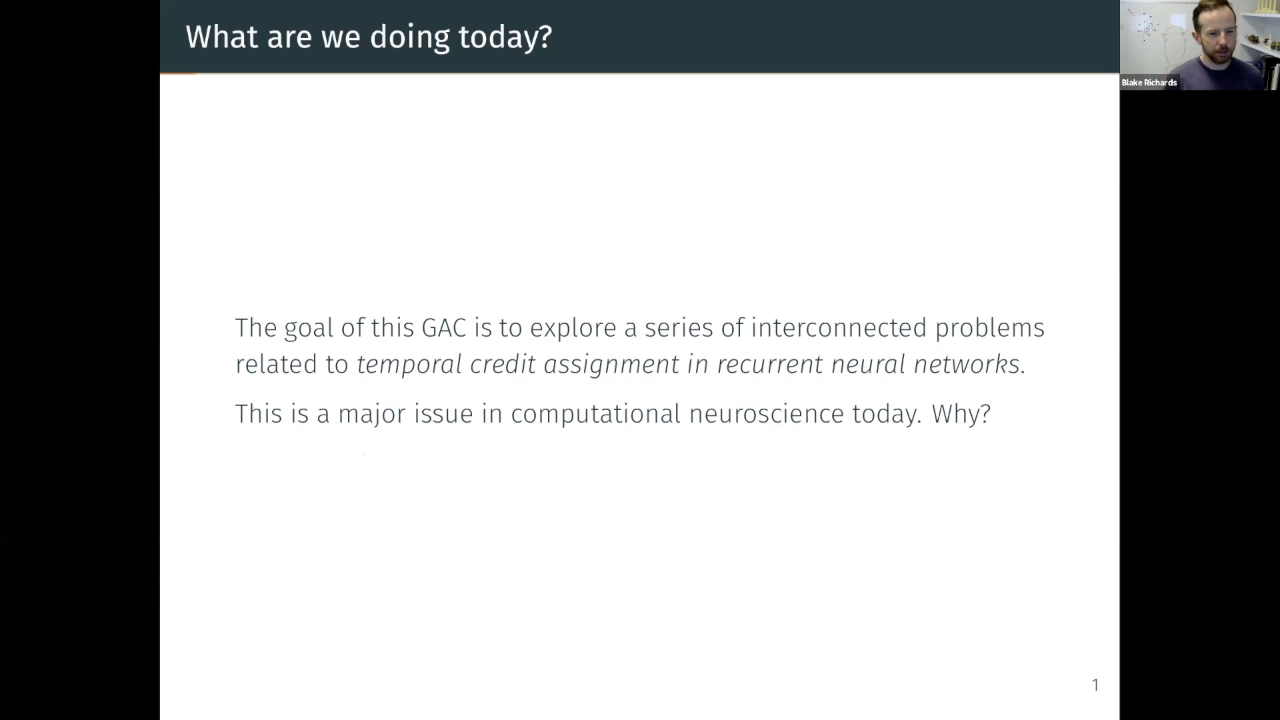 What are we doing today?
Blake Richards
The goal of this GAC is to explore a series of interconnected problems
related to temporal credit assignment in recurrent neural networks.
This is a major issue in computational neuroscience today. Why?
1